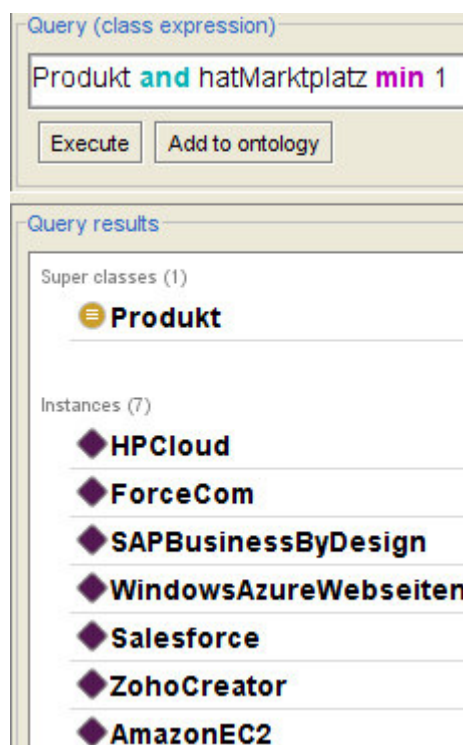 Query (class expression)
Produkt and hatMarktplatz min 1
Execute Add to ontology
Query results
Super classes (1)
Produkt
Instances (7)
HPCloud
ForceCom
SAPBusinessByDesign
WindowsAzureWebseiten
Salesforce
ZohoCreator
AmazonEC2